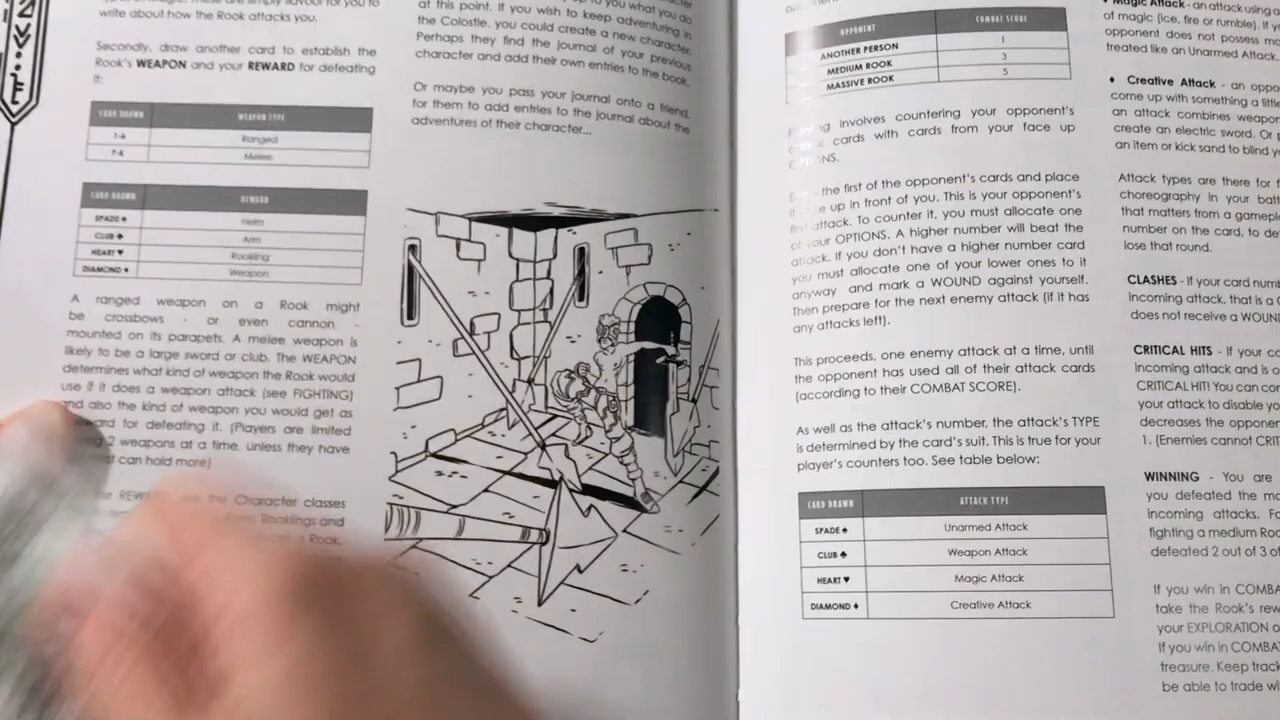 write about how the Rook attacks you.
Secondly, draw another card to establish the
Rook's WEAPON and your REWARD for defeating
it:
CARD DRAWN WEAPON TYPE
1-6 Ranged
7-K Melee
CARD DRAWN REWARD
SPADE♠ Helm
CLUB♣ Arm
HEART♥ Rookling
DIAMOND♦ Weapon
A ranged weapon on a Rook might
be crossbows - or even cannon -
mounted on its parapets. A melee weapon is
likely to be a large sword or club. The WEAPON
determines what kind of weapon the Rook would
use if it does a weapon attack (see FIGHTING)
and also the kind of weapon you would get as
for defeating it. (Players are limited
2 weapons at a time, unless they have
can hold more)
the Character classes
Rooklings and
Rook.
at this point. If you wish to keep adventuring in
the Colostle, you could create a new character.
Perhaps they find the journal of your previous
character and add their own entries to the book.
Or maybe you pass your journal onto a friend,
for them to add entries to the journal about the
adventures of their character...
OPPONENT COMBAT SCORE
ANOTHER PERSON 1
MEDIUM ROOK 3
MASSIVE ROOK 5
involves countering your opponent's
cards with cards from your face up
the first of the opponent's cards and place
up in front of you. This is your opponent's
attack. To counter it, you must allocate one
of your OPTIONS. A higher number will beat the
attack. If you don't have a higher number card
you must allocate one of your lower ones to it
anyway and mark a WOUND against yourself.
Then prepare for the next enemy attack (if it has
any attacks left).
This proceeds, one enemy attack at a time, until
the opponent has used all of their attack cards
(according to their COMBAT SCORE).
As well as the attack's number, the attack's TYPE
is determined by the card's suit. This is true for your
player's counters too. See table below:
CARD DRAWN ATTACK TYPE
SPADE♠ Unarmed Attack
CLUB♣ Weapon Attack
HEART♥ Magic Attack
DIAMOND♦ Creative Attack
♦ Magic Attack - an attack using a
of magic (ice, fire or rumble). If
opponent does not possess
treated like an Unarmed Attack.
♦ Creative Attack - an
come up with something a
an attack combines
create an electric sword. Or
an item or kick sand to blind
Attack types are there for
choreography in your
that matters from a
number on the card, to
lose that round.
CLASHES - If your card
incoming attack, that is a
does not receive a
CRITICAL HITS - If your
incoming attack and is
CRITICAL HIT! You can
your attack to disable
decreases the
1. (Enemies cannot
WINNING - You are
you defeated the
incoming attacks.
fighting a medium
defeated 2 out of 3
If you win in
take the Rook's
your EXPLORATION
If you win in
treasure. Keep
be able to trade